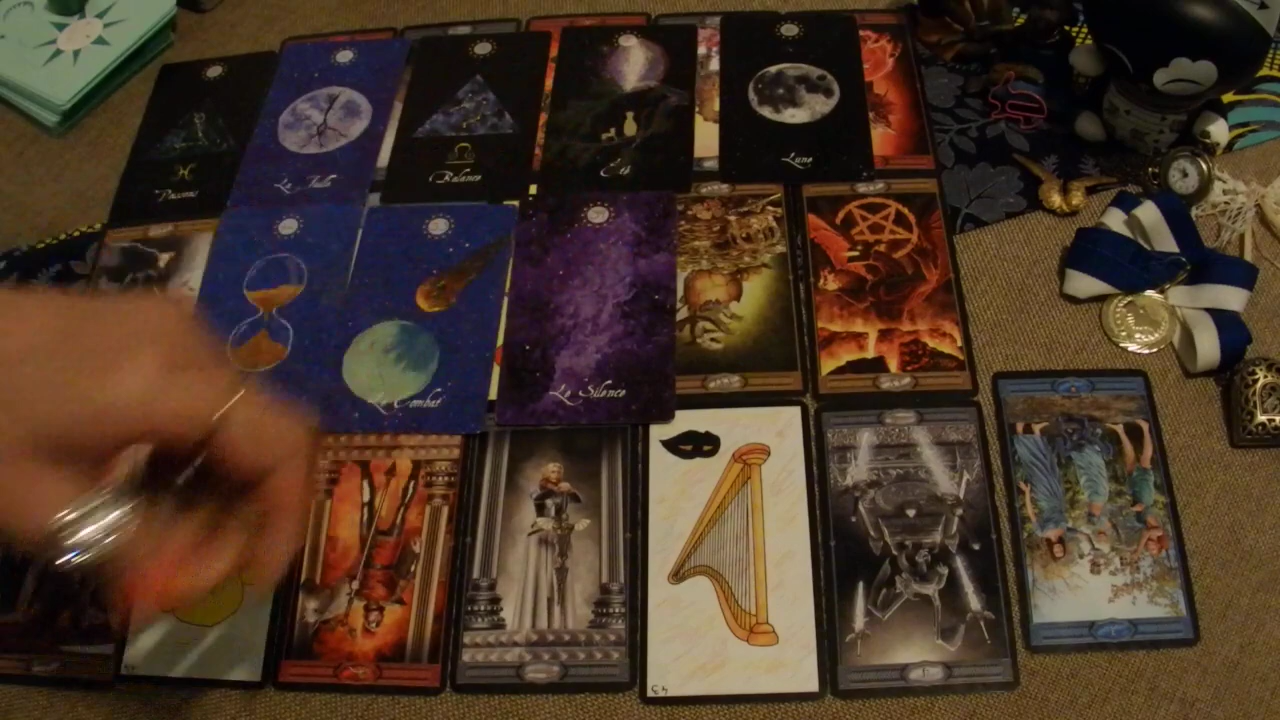 Poissons
La Faille
Balance
Eté
Lune
Le Combat
Le Silence